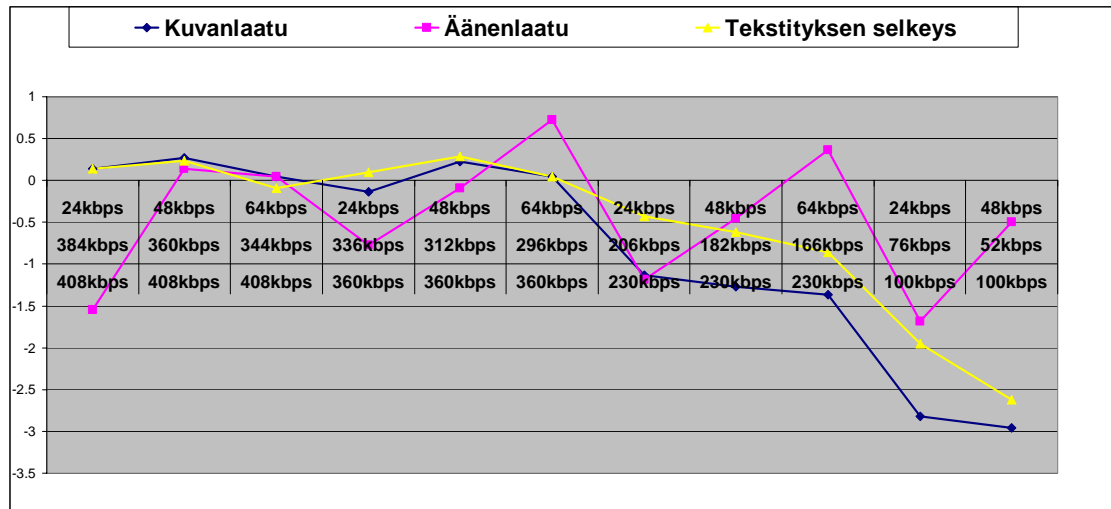 Kuvanlaatu Äänenlaatu Tekstityksen selkeys
1
0.5
0
24kbps 48kbps 64kbps 24kbps 48kbps 64kbps 24kbps 48kbps 64kbps 24kbps 48kbps
-0.5
384kbps 360kbps 344kbps 336kbps 312kbps 296kbps 206kbps 182kbps 166kbps 76kbps 52kbps
-1
408kbps 408kbps 408kbps 360kbps 360kbps 360kbps 230kbps 230kbps 230kbps 100kbps 100kbps
-1.5
-2
-2.5
-3
-3.5